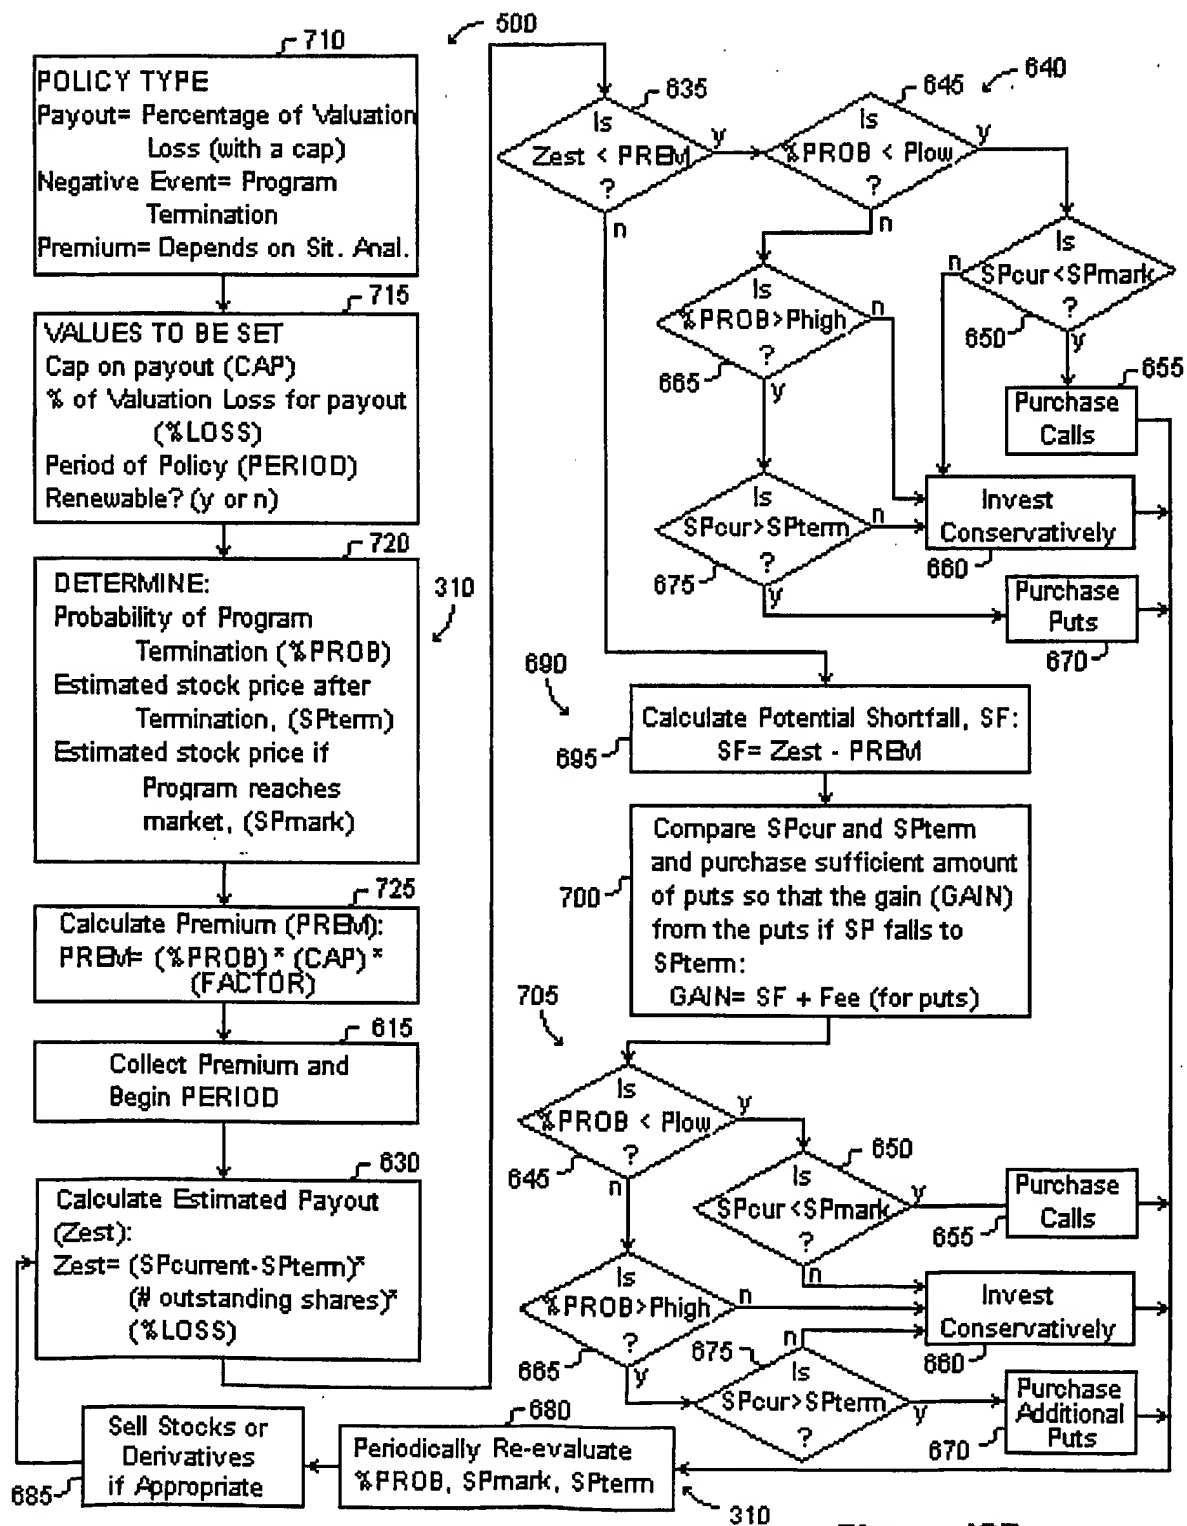 500
710
POLICY TYPE
Payout= Percentage of Valuation
Loss (with a cap)
Negative Event= Program
Termination
Premium= Depends on Sit. Anal.
715
VALUES TO BE SET
Cap on payout (CAP)
% of Valuation Loss for payout
(%LOSS)
Period of Policy (PERIOD)
Renewable? (y or n)
720
310
DETERMINE:
Probability of Program
Termination (%PROB)
Estimated stock price after
Termination, (SPterm)
Estimated stock price if
Program reaches
market, (SPmark)
725
Calculate Premium (PREM):
PREM= (%PROB)* (CAP)*
(FACTOR)
615
Collect Premium and
Begin PERIOD
630
Calculate Estimated Payout
(Zest):
Zest= (SPcurrent-SPterm)*
(# outstanding shares)*
(%LOSS)
635
Is
Zest < PREM
?
y
n
640
645
Is
%PROB < Plow
?
y
n
Is
SPcur<SPmark
?
n
650
y
655
Purchase
Calls
Is
%PROB>Phigh
?
n
665
y
Is
SPcur>SPterm
?
n
675
y
Invest
Conservatively
660
Purchase
Puts
670
690
Calculate Potential Shortfall, SF:
SF= Zest - PREM
695
Compare SPcur and SPterm
and purchase sufficient amount
of puts so that the gain (GAIN)
from the puts if SP falls to
SPterm:
GAIN= SF + Fee (for puts)
700
705
Is
%PROB < Plow
?
y
645
n
650
Is
SPcur<SPmark
?
y
n
Purchase
Calls
655
Is
%PROB>Phigh
?
n
665
y
Invest
Conservatively
660
675
n
Is
SPcur>SPterm
?
y
Purchase
Additional
Puts
670
680
Periodically Re-evaluate
%PROB, SPmark, SPterm
310
Sell Stocks or
Derivatives
if Appropriate
685